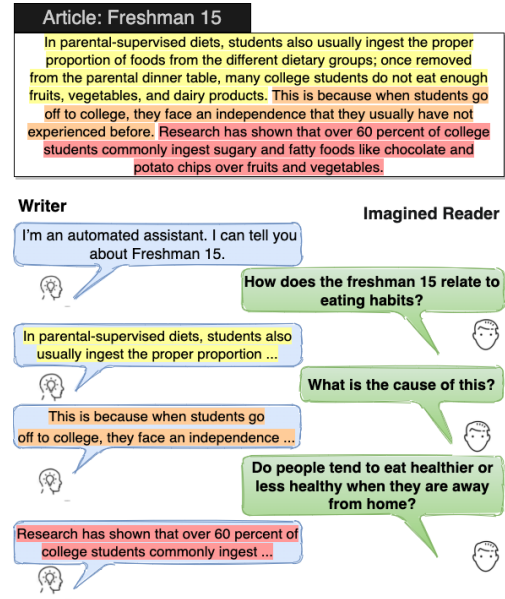 Article: Freshman 15
In parental-supervised diets, students also usually ingest the proper
proportion of foods from the different dietary groups; once removed
from the parental dinner table, many college students do not eat enough
fruits, vegetables, and dairy products. This is because when students go
off to college, they face an independence that they usually have not
experienced before. Research has shown that over 60 percent of college
students commonly ingest sugary and fatty foods like chocolate and
potato chips over fruits and vegetables.
Writer
Imagined Reader
I'm an automated assistant. I can tell you
about Freshman 15.
How does the freshman 15 relate to
eating habits?
In parental-supervised diets, students also
usually ingest the proper proportion ...
What is the cause of this?
This is because when students go
off to college, they face an independence ...
Do people tend to eat healthier or
less healthy when they are away
from home?
Research has shown that over 60 percent of
college students commonly ingest ...